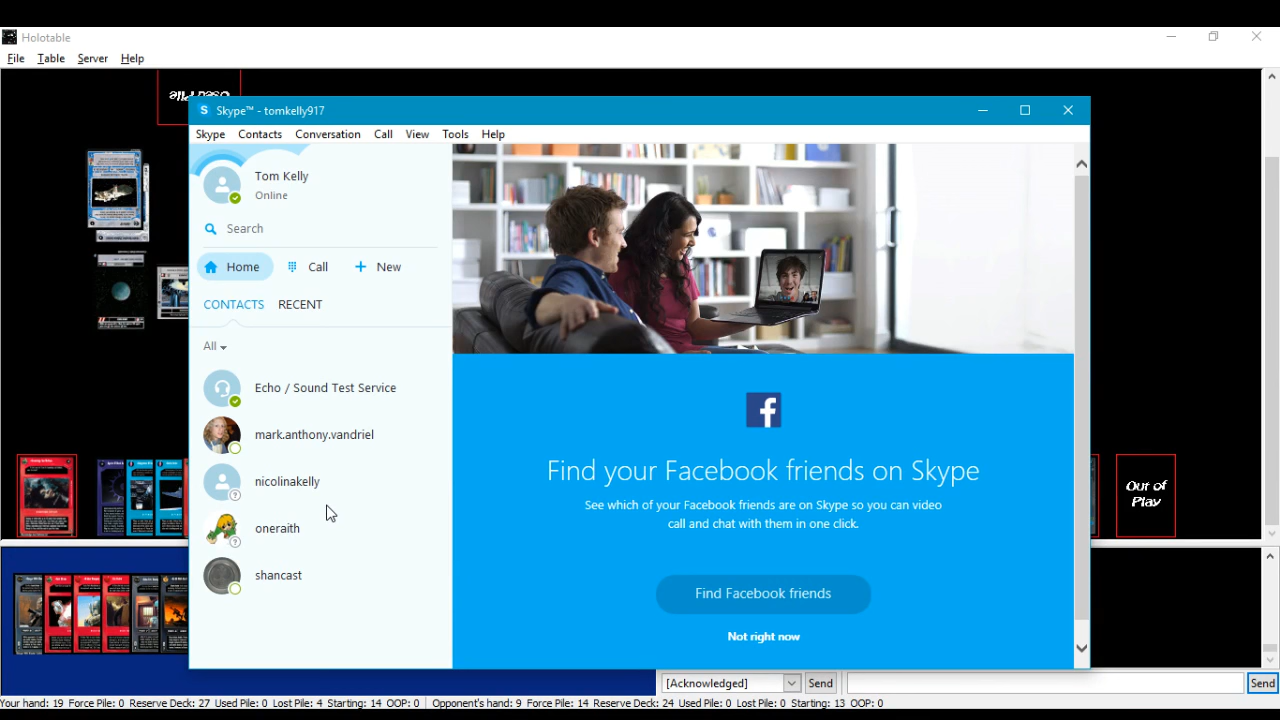 Holotable
File Table Server Help
Used Pile
S Skype™ - tomkelly917
Skype Contacts Conversation Call View Tools Help
Tom Kelly
Online
Search
Home Call New
CONTACTS RECENT
All
Echo / Sound Test Service
mark.anthony.vandriel
nicolinakelly
oneraith
shancast
Find your Facebook friends on Skype
See which of your Facebook friends are on Skype so you can video
call and chat with them in one click.
Find Facebook friends
Not right now
Out of
Play
[Acknowledged] Send Send
Your hand: 19 Force Pile: 0 Reserve Deck: 27 Used Pile: 0 Lost Pile: 4 Starting: 14 OOP: 0 Opponent's hand: 9 Force Pile: 14 Reserve Deck: 24 Used Pile: 0 Lost Pile: 0 Starting: 13 OOP: 0